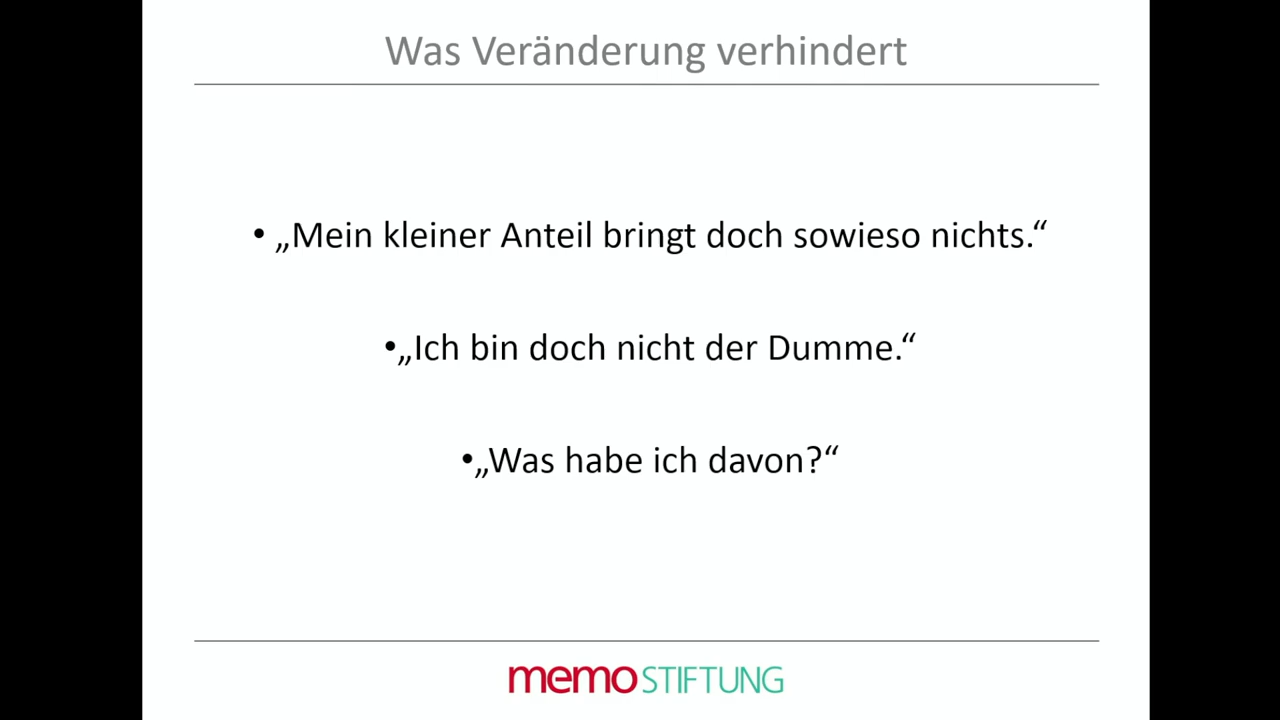 Was Veränderung verhindert
• „Mein kleiner Anteil bringt doch sowieso nichts.“
•„Ich bin doch nicht der Dumme.“
•„Was habe ich davon?“
memo STIFTUNG